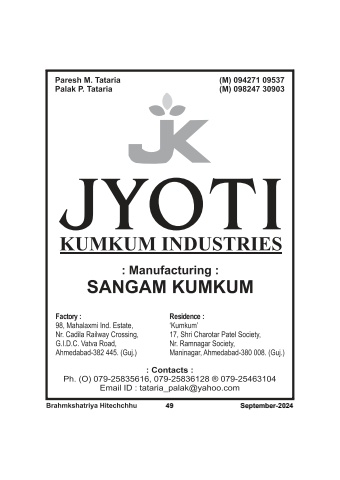 Paresh M. Tataria (M) 094271 09537
Palak P. Tataria (M) 098247 30903
JK
JYOTI
KUMKUM INDUSTRIES
: Manufacturing :
SANGAM KUMKUM
Factory :
98, Mahalaxmi Ind. Estate,
Nr. Cadila Railway Crossing,
G.I.D.C. Vatva Road,
Ahmedabad-382 445. (Guj.)
Residence :
'Kumkum'
17, Shri Charotar Patel Society,
Nr. Ramnagar Society,
Maninagar, Ahmedabad-380 008. (Guj.)
: Contacts :
Ph. (O) 079-25835616, 079-25836128 ® 079-25463104
Email ID : tataria_palak@yahoo.com
Brahmkshatriya Hitechchhu 49 September-2024